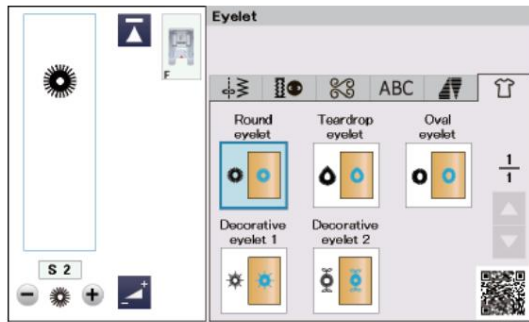 Eyelet
F
ABC
Round
eyelet
Teardrop
eyelet
Oval
eyelet
1
1
Decorative
eyelet 1
Decorative
eyelet 2
S 2